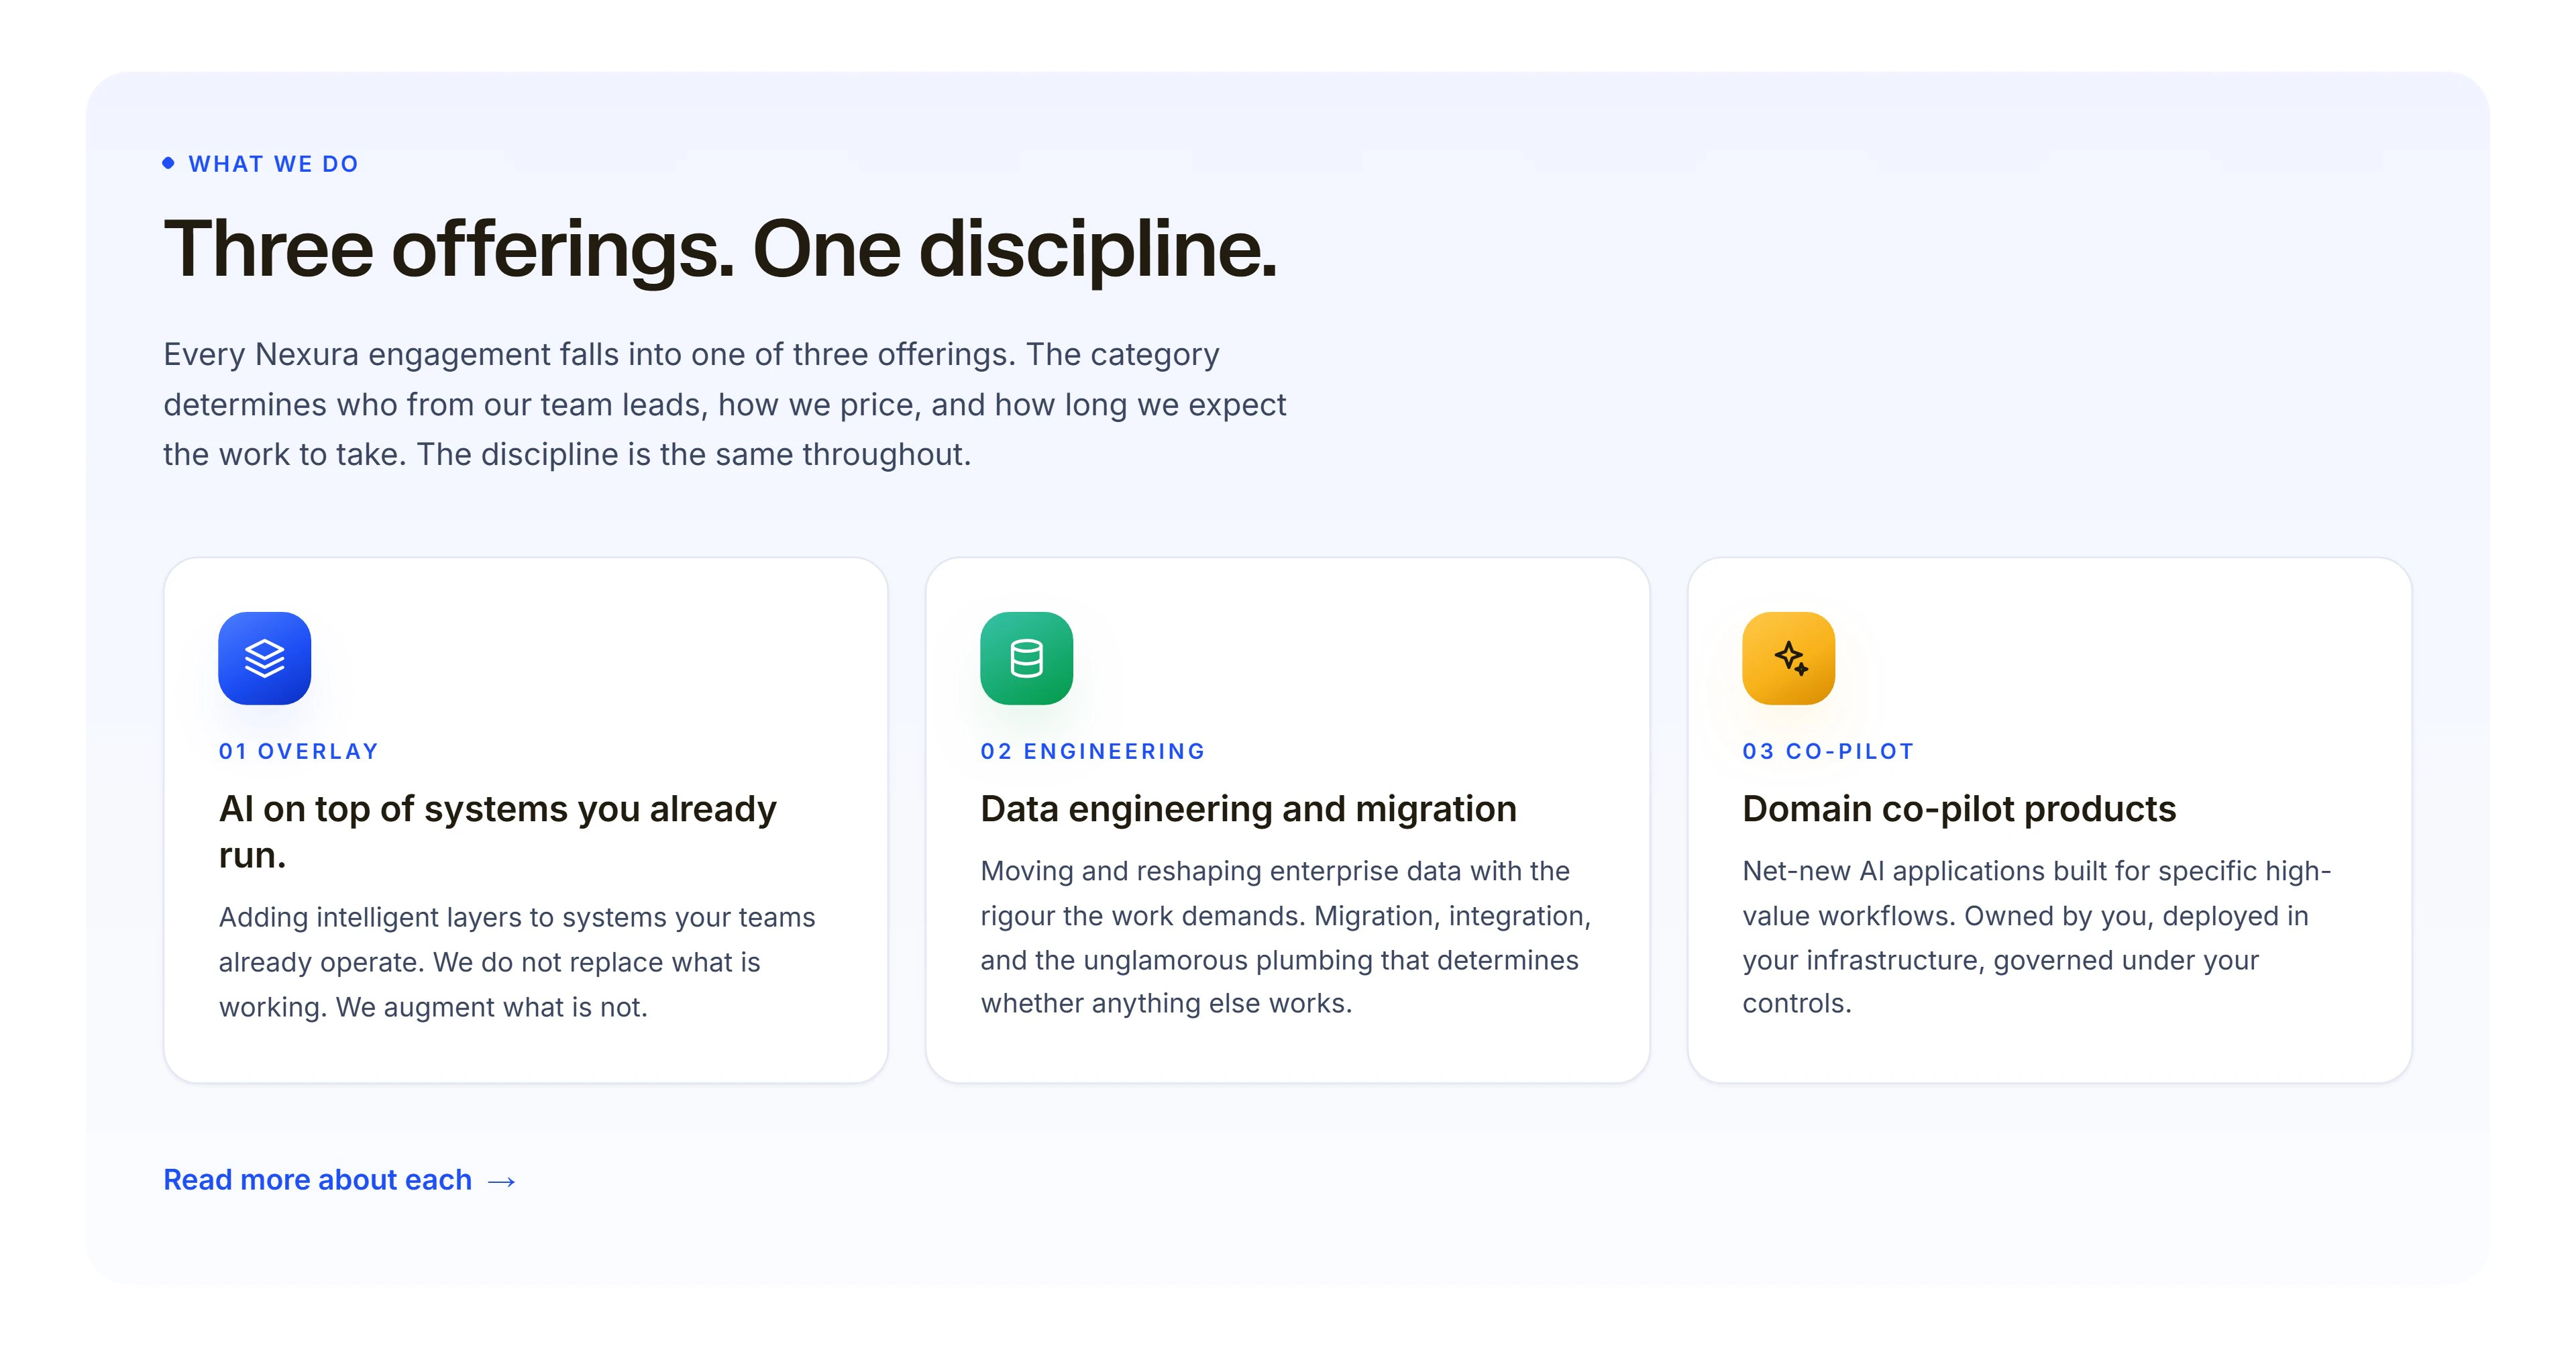 WHAT WE DO
Three offerings. One discipline.
Every Nexura engagement falls into one of three offerings. The category
determines who from our team leads, how we price, and how long we expect
the work to take. The discipline is the same throughout.
01 OVERLAY
AI on top of systems you already
run.
Adding intelligent layers to systems your teams
already operate. We do not replace what is
working. We augment what is not.
02 ENGINEERING
Data engineering and migration
Moving and reshaping enterprise data with the
rigour the work demands. Migration, integration,
and the unglamorous plumbing that determines
whether anything else works.
03 CO-PILOT
Domain co-pilot products
Net-new AI applications built for specific high-
value workflows. Owned by you, deployed in
your infrastructure, governed under your
controls.
Read more about each →